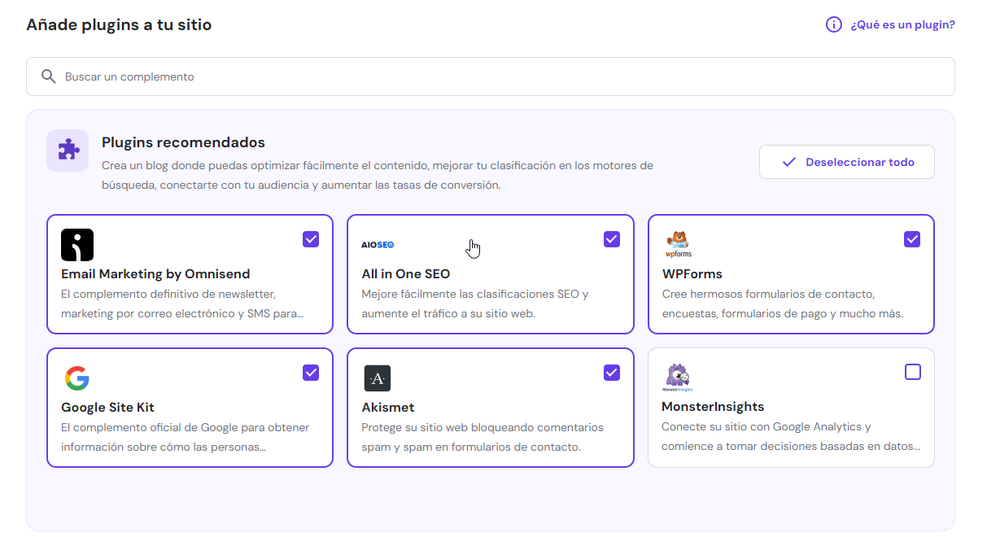 Añade plugins a tu sitio
¿Qué es un plugin?
Buscar un complemento
Plugins recomendados
Crea un blog donde puedas optimizar fácilmente el contenido, mejorar tu clasificación en los motores de
búsqueda, conectarte con tu audiencia y aumentar las tasas de conversión.
Deseleccionar todo
Email Marketing by Omnisend
El complemento definitivo de newsletter,
marketing por correo electrónico y SMS para...
AIOSEO
All in One SEO
Mejore fácilmente las clasificaciones SEO y
aumente el tráfico a su sitio web.
wpforms
WPForms
Cree hermosos formularios de contacto,
encuestas, formularios de pago y mucho más.
Google Site Kit
El complemento oficial de Google para obtener
información sobre cómo las personas...
·A·
Akismet
Protege su sitio web bloqueando comentarios
spam y spam en formularios de contacto.
MonsterInsights
MonsterInsights
Conecte su sitio con Google Analytics y
comience a tomar decisiones basadas en datos...